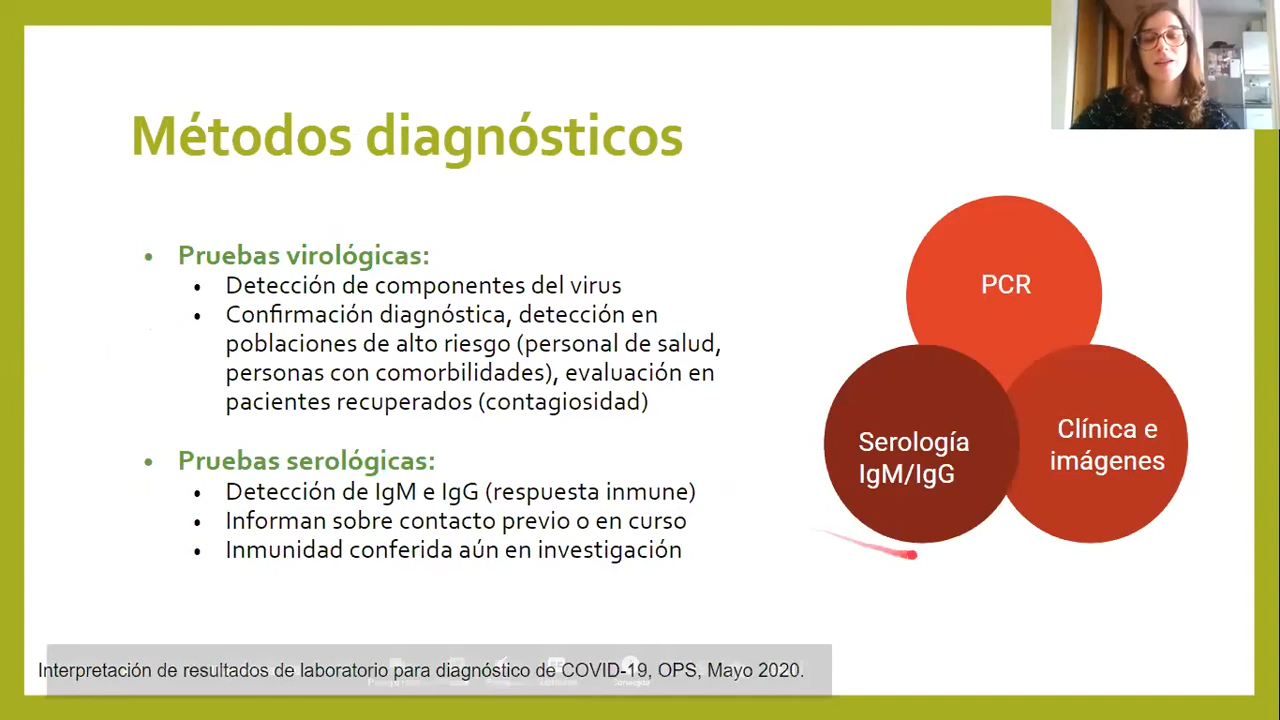 Métodos diagnósticos
• Pruebas virológicas:
• Detección de componentes del virus
• Confirmación diagnóstica, detección en
poblaciones de alto riesgo (personal de salud,
personas con comorbilidades), evaluación en
pacientes recuperados (contagiosidad)
• Pruebas serológicas:
• Detección de IgM e IgG (respuesta inmune)
• Informan sobre contacto previo o en curso
• Inmunidad conferida aún en investigación
PCR
Serología
IgM/IgG
Clínica e
imágenes
Interpretación de resultados de laboratorio para diagnóstico de COVID-19, OPS, Mayo 2020.